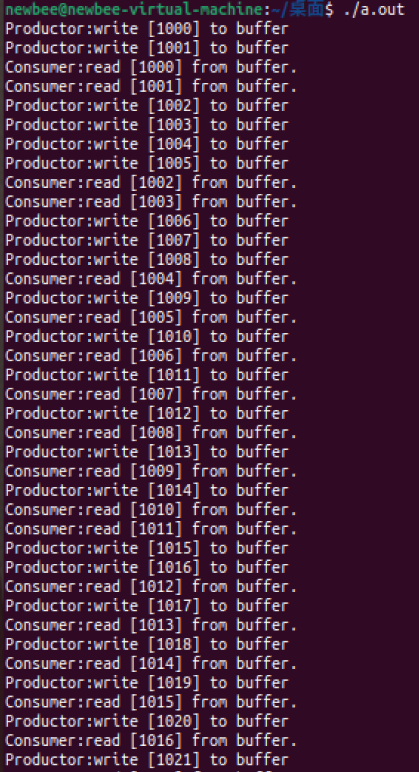 newbee@newbee-virtual-machine:~/桌面$ ./a.out
Productor:write [1000] to buffer
Productor:write [1001] to buffer
Consumer:read [1000] from buffer.
Consumer:read [1001] from buffer.
Productor:write [1002] to buffer
Productor:write [1003] to buffer
Productor:write [1004] to buffer
Productor:write [1005] to buffer
Consumer:read [1002] from buffer.
Consumer:read [1003] from buffer.
Productor:write [1006] to buffer
Productor:write [1007] to buffer
Productor:write [1008] to buffer
Consumer:read [1004] from buffer.
Productor:write [1009] to buffer
Consumer:read [1005] from buffer.
Productor:write [1010] to buffer
Consumer:read [1006] from buffer.
Productor:write [1011] to buffer
Consumer:read [1007] from buffer.
Productor:write [1012] to buffer
Consumer:read [1008] from buffer.
Productor:write [1013] to buffer
Consumer:read [1009] from buffer.
Productor:write [1014] to buffer
Consumer:read [1010] from buffer.
Consumer:read [1011] from buffer.
Productor:write [1015] to buffer
Productor:write [1016] to buffer
Consumer:read [1012] from buffer.
Productor:write [1017] to buffer
Consumer:read [1013] from buffer.
Productor:write [1018] to buffer
Consumer:read [1014] from buffer.
Productor:write [1019] to buffer
Consumer:read [1015] from buffer.
Productor:write [1020] to buffer
Consumer:read [1016] from buffer.
Productor:write [1021] to buffer